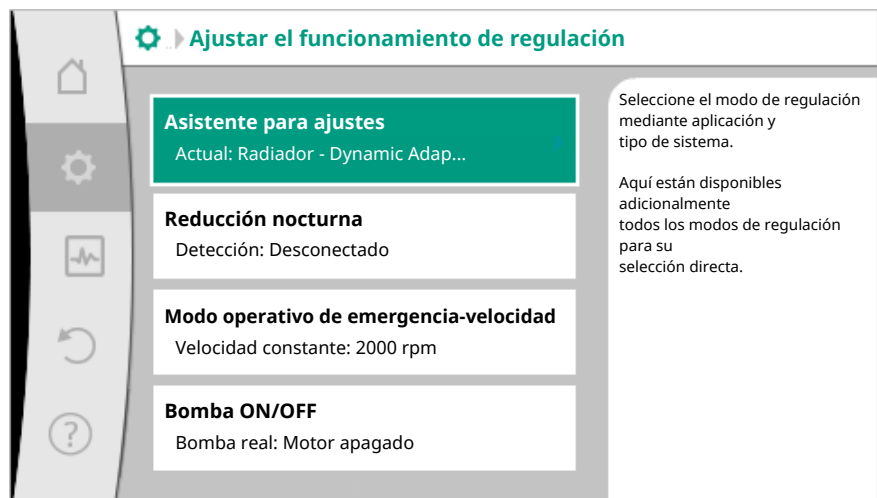 Ajustar el funcionamiento de regulación
Asistente para ajustes
Actual: Radiador - Dynamic Adap...
Reducción nocturna
Detección: Desconectado
Modo operativo de emergencia-velocidad
Velocidad constante: 2000 rpm
Bomba ON/OFF
Bomba real: Motor apagado
Seleccione el modo de regulación
mediante aplicación y
tipo de sistema.
Aquí están disponibles
adicionalmente
todos los modos de regulación
para su
selección directa.